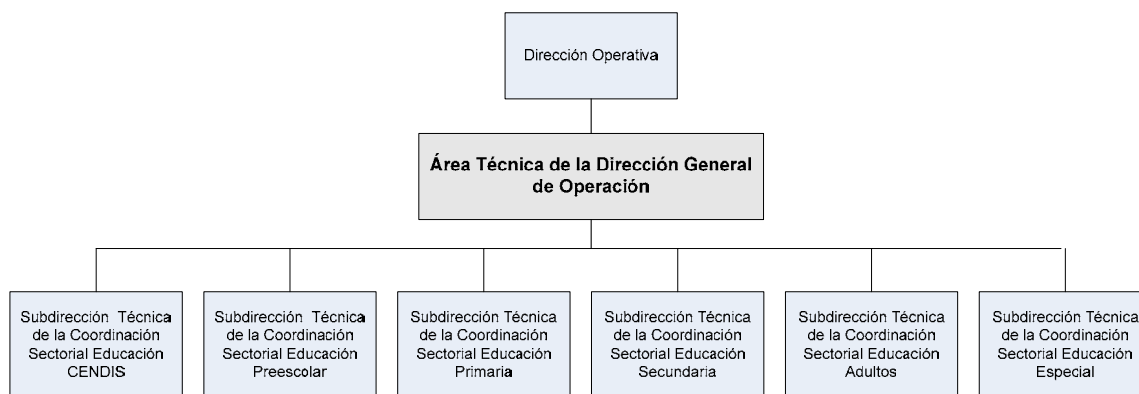 Dirección Operativa
Área Técnica de la Dirección General
de Operación
Subdirección Técnica
de la Coordinación
Sectorial Educación
CENDIS
Subdirección Técnica
de la Coordinación
Sectorial Educación
Preescolar
Subdirección Técnica
de la Coordinación
Sectorial Educación
Primaria
Subdirección Técnica
de la Coordinación
Sectorial Educación
Secundaria
Subdirección Técnica
de la Coordinación
Sectorial Educación
Adultos
Subdirección Técnica
de la Coordinación
Sectorial Educación
Especial